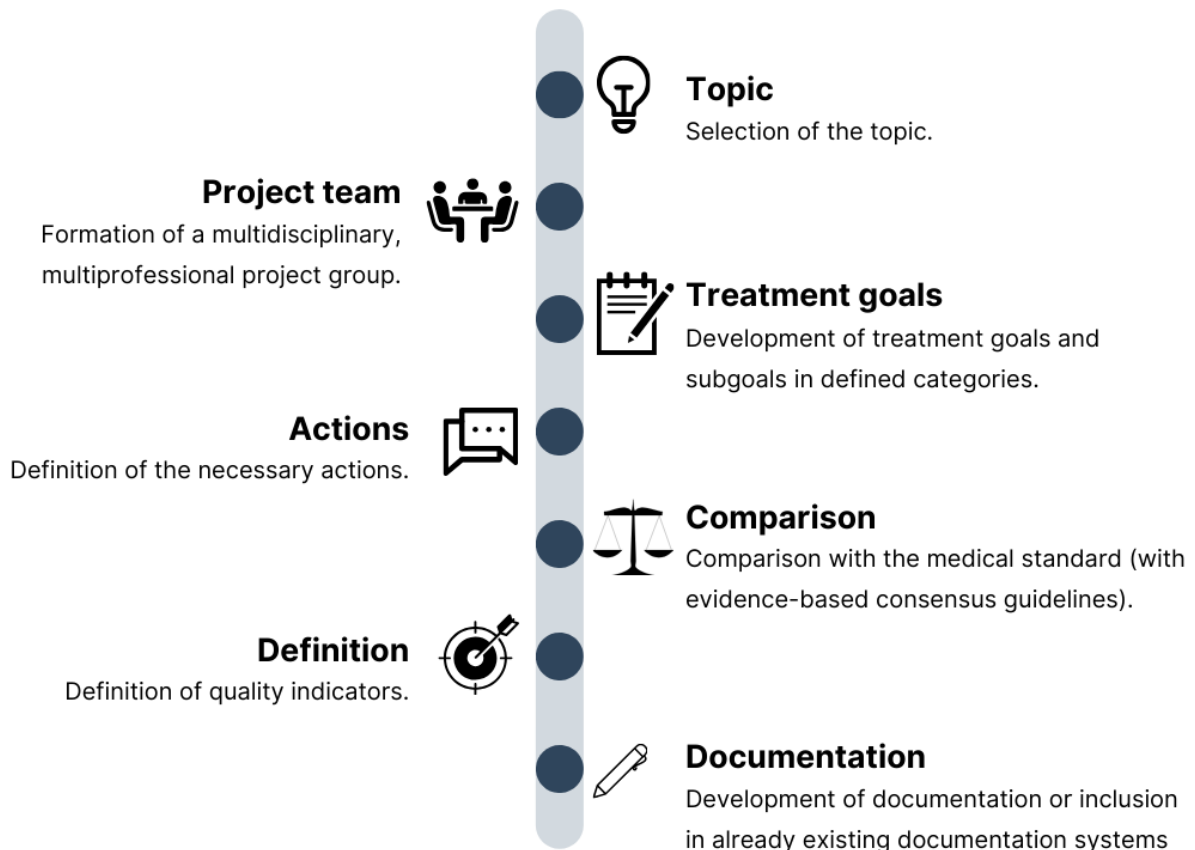 Topic
Selection of the topic.
Project team
Formation of a multidisciplinary,
multiprofessional project group.
Treatment goals
Development of treatment goals and
subgoals in defined categories.
Actions
Definition of the necessary actions.
Comparison
Comparison with the medical standard (with
evidence-based consensus guidelines).
Definition
Definition of quality indicators.
Documentation
Development of documentation or inclusion
in already existing documentation systems